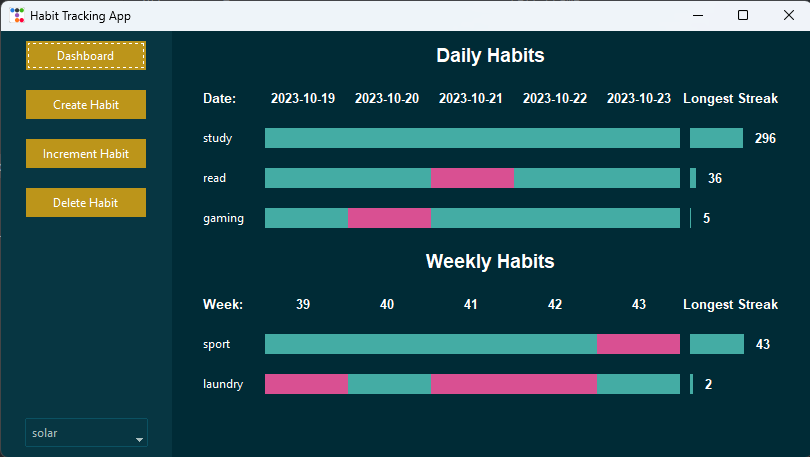 Habit Tracking App
Dashboard
Create Habit
Increment Habit
Delete Habit
solar
Daily Habits
Date: 2023-10-19 2023-10-20 2023-10-21 2023-10-22 2023-10-23 Longest Streak
study 296
read 36
gaming 5
Weekly Habits
Week: 39 40 41 42 43 Longest Streak
sport 43
laundry 2